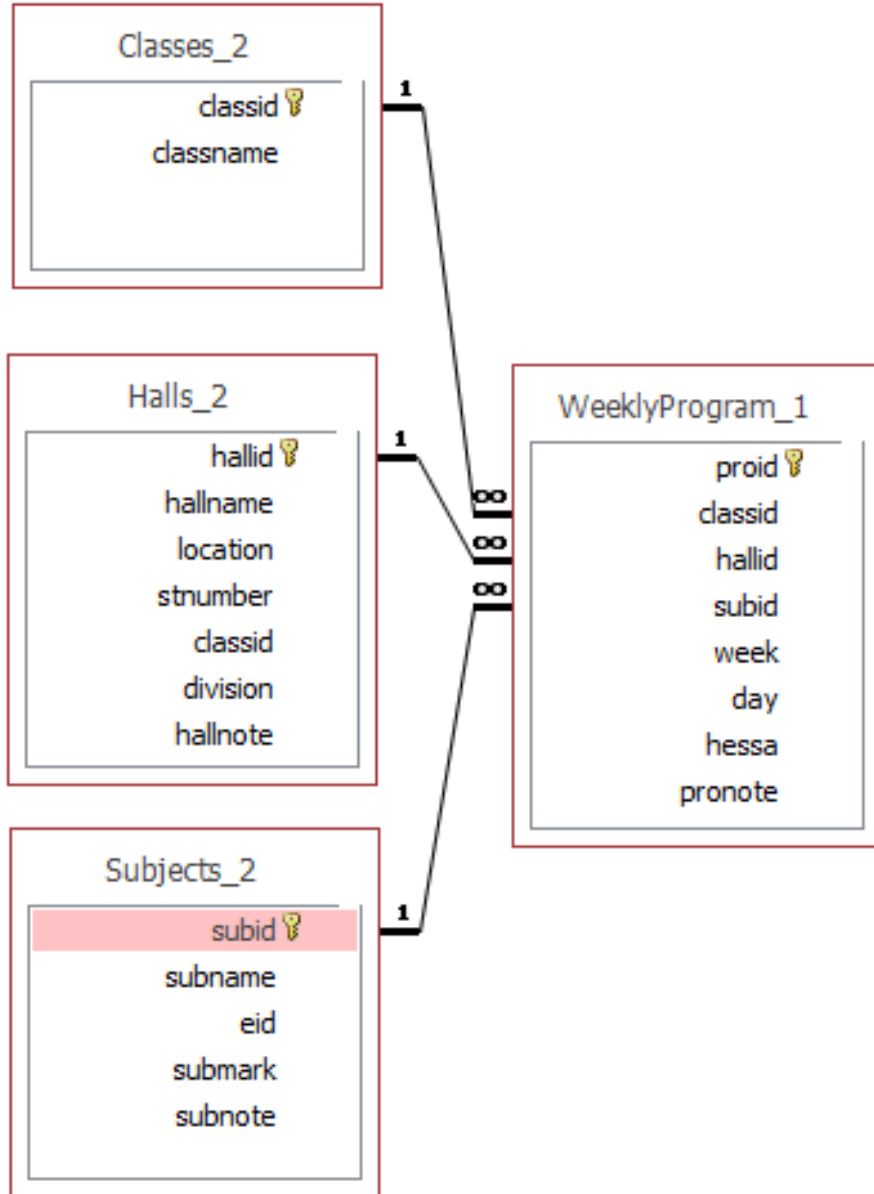 Classes_2
classid
classname
1
Halls_2
hallid
hallname
location
stnumber
classid
division
hallnote
1
Subjects_2
subid
subname
eid
submark
subnote
1
WeeklyProgram_1
proid
∞
classid
∞
hallid
∞
subid
week
day
hessa
pronote